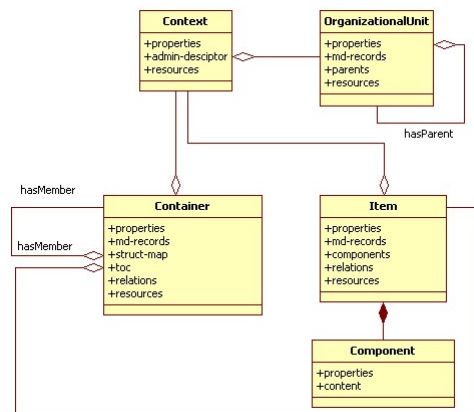 Context
+properties
+admin-desciptor
+resources
OrganizationalUnit
+properties
+md-records
+parents
+resources
hasParent
hasMember
hasMember
Container
+properties
+md-records
+struct-map
+toc
+relations
+resources
Item
+properties
+md-records
+components
+relations
+resources
Component
+properties
+content